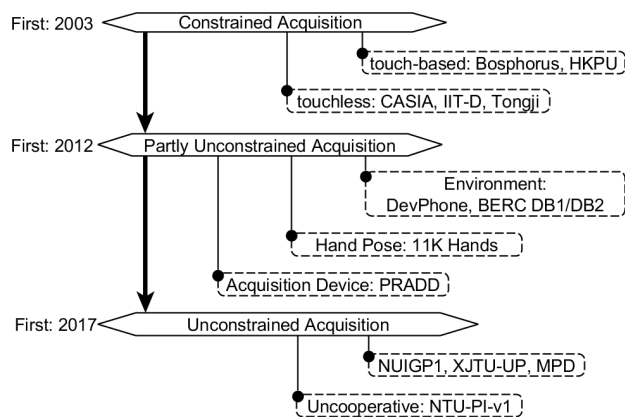 First: 2003
Constrained Acquisition
touch-based: Bosphorus, HKPU
touchless: CASIA, IIT-D, Tongji
First: 2012
Partly Unconstrained Acquisition
Environment:
DevPhone, BERC DB1/DB2
Hand Pose: 11K Hands
Acquisition Device: PRADD
First: 2017
Unconstrained Acquisition
NUIGP1, XJTU-UP, MPD
Uncooperative: NTU-PI-v1